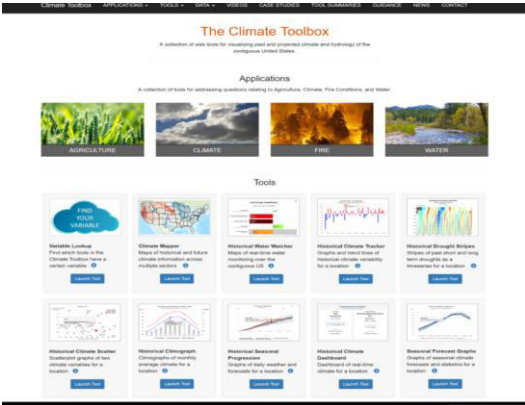 Climate Toolbox APPLICATIONS TOOLS DATA VIDEOS CASE STUDIES TOOL SUMMARIES GUIDANCE NEWS CONTACT
The Climate Toolbox
A collection of web tools for visualizing past and projected climate and hydrology of the
contiguous United States.
Applications
A collection of tools for addressing questions relating to Agriculture, Climate, Fire Conditions, and Water
AGRICULTURE CLIMATE FIRE WATER
Tools
FIND
YOUR
VARIABLE
Variable Lookup
Find which tools in the
Climate Toolbox have a
certain variable
Launch Tool
Climate Mapper
Maps of historical and future
climate information across
multiple sectors
Launch Tool
Historical Water Watcher
Maps of real-time water
monitoring over the
contiguous US
Launch Tool
Historical Climate Tracker
Graphs and trend lines of
historical climate variability
for a location
Launch Tool
Historical Drought Stripes
Stripes of past short and long
term droughts as a
timeseries for a location
Launch Tool
Historical Climate Scatter
Scatterplot graphs of two
climate variables for a
location
Launch Tool
Historical Climograph
Climographs of monthly
average climate for a
location
Launch Tool
Historical Seasonal
Progression
Graphs of daily weather and
forecasts for a location
Launch Tool
Historical Climate
Dashboard
Dashboard of real-time
climate for a location
Launch Tool
Seasonal Forecast Graphs
Graphs of seasonal climate
forecasts and statistics for a
location
Launch Tool